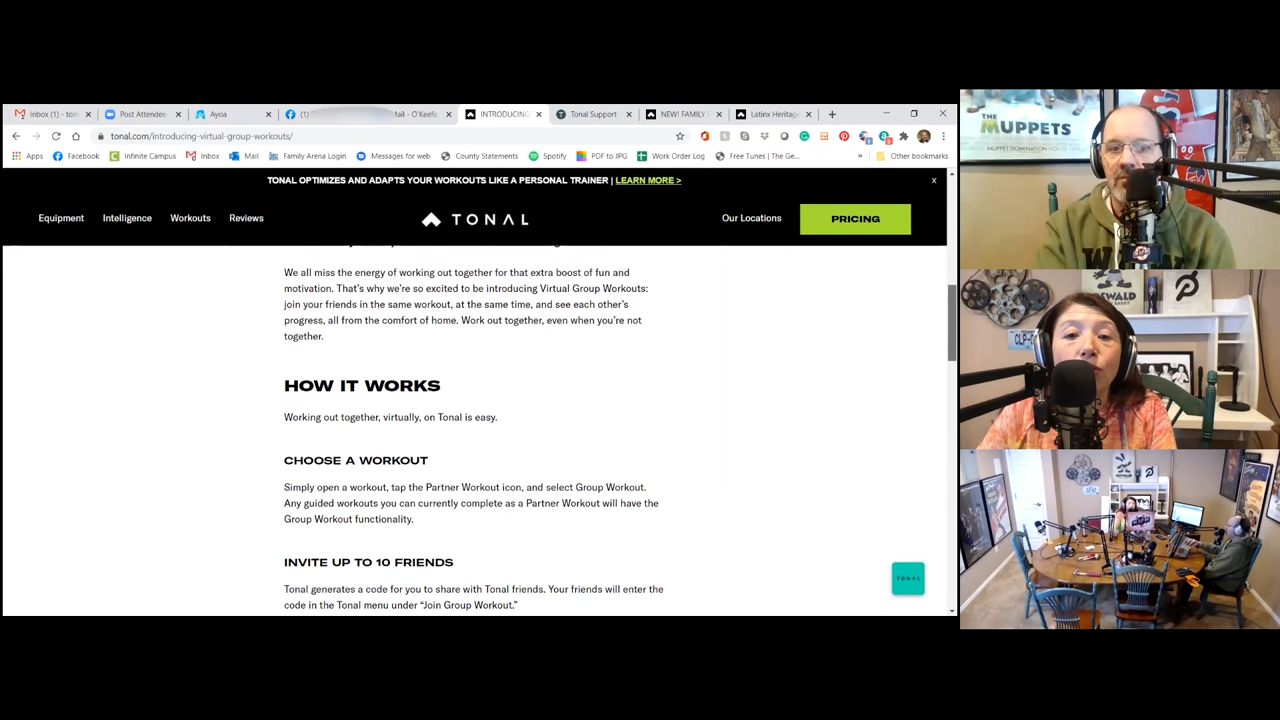 Inbox (1) - tom
Post Attendee
Ayoa
(1)
Mail - O'Keefe,
INTRODUCING
Tonal Support
NEW! FAMILY F
Latinx Heritag
tonal.com/introducing-virtual-group-workouts/
Apps
Facebook
Infinite Campus
Inbox
Mail
Family Arena Login
Messages for web
County Statements
Spotify
PDF to JPG
Work Order Log
Free Tunes | The Ge...
»
Other bookmarks
TONAL OPTIMIZES AND ADAPTS YOUR WORKOUTS LIKE A PERSONAL TRAINER | LEARN MORE >
x
Equipment
Intelligence
Workouts
Reviews
TONAL
Our Locations
PRICING
We all miss the energy of working out together for that extra boost of fun and
motivation. That's why we're so excited to be introducing Virtual Group Workouts:
join your friends in the same workout, at the same time, and see each other's
progress, all from the comfort of home. Work out together, even when you're not
together.
HOW IT WORKS
Working out together, virtually, on Tonal is easy.
CHOOSE A WORKOUT
Simply open a workout, tap the Partner Workout icon, and select Group Workout.
Any guided workouts you can currently complete as a Partner Workout will have the
Group Workout functionality.
INVITE UP TO 10 FRIENDS
Tonal generates a code for you to share with Tonal friends. Your friends will enter the
code in the Tonal menu under "Join Group Workout."
TONAL
THE
MUPPETS
MUPPET DOMINATION
OSWALD